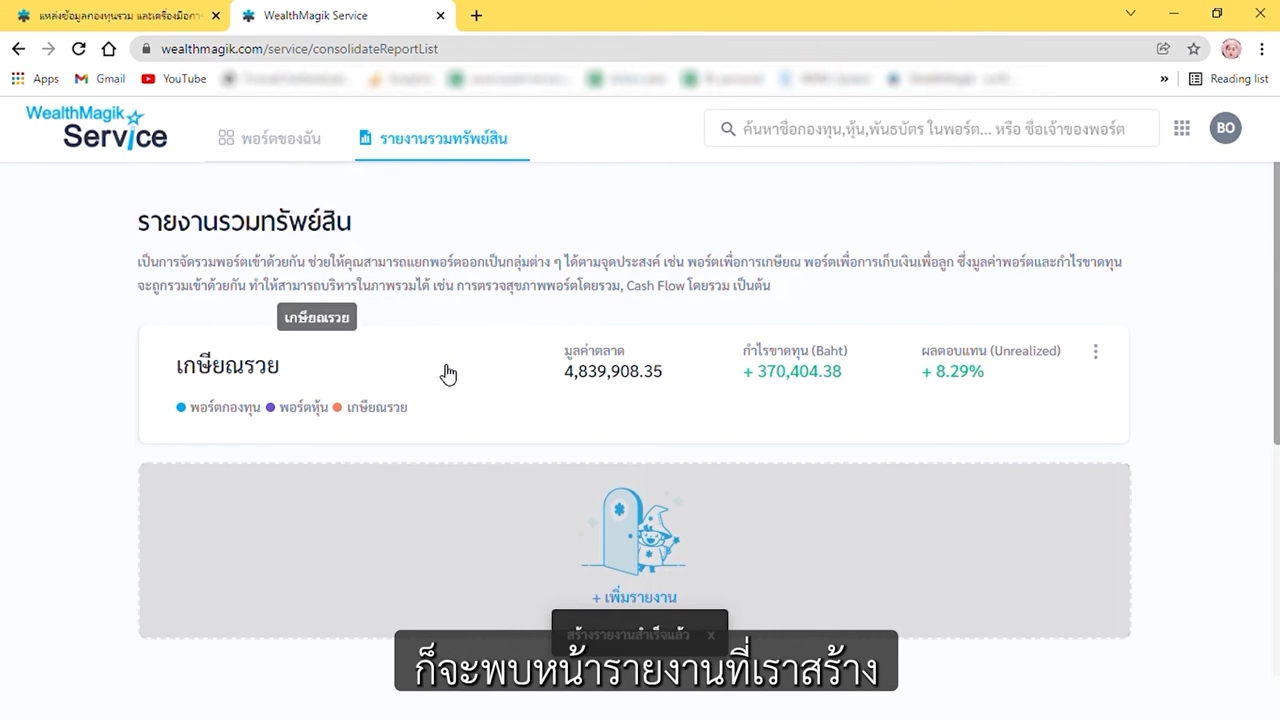 แหล่งข้อมูลกองทุนรวม และเครื่องมือกา
WealthMagik Service
wealthmagik.com/service/consolidateReportList
Apps Gmail YouTube » Reading list
WealthMagik
Service
พอร์ตของฉัน
รายงานรวมทรัพย์สิน
ค้นหาชื่อกองทุน,หุ้น,พันธบัตร ในพอร์ต... หรือ ชื่อเจ้าของพอร์ต
BO
รายงานรวมทรัพย์สิน
เป็นการจัดรวมพอร์ตเข้าด้วยกัน ช่วยให้คุณสามารถแยกพอร์ตออกเป็นกลุ่มต่าง ๆ ได้ตามจุดประสงค์ เช่น พอร์ตเพื่อการเกษียณ พอร์ตเพื่อการเก็บเงินเพื่อลูก ซึ่งมูลค่าพอร์ตและกำไรขาดทุน
จะถูกรวมเข้าด้วยกัน ทำให้สามารถบริหารในภาพรวมได้ เช่น การตรวจสุขภาพพอร์ตโดยรวม, Cash Flow โดยรวม เป็นต้น
เกษียณรวย
เกษียณรวย
มูลค่าตลาด
4,839,908.35
กำไรขาดทุน (Baht)
+ 370,404.38
ผลตอบแทน (Unrealized)
+ 8.29%
พอร์ตกองทุน พอร์ตหุ้น เกษียณรวย
+ เพิ่มรายงาน
สร้างรายงานสำเร็จแล้ว x
ก็จะพบหน้ารายงานที่เราสร้าง